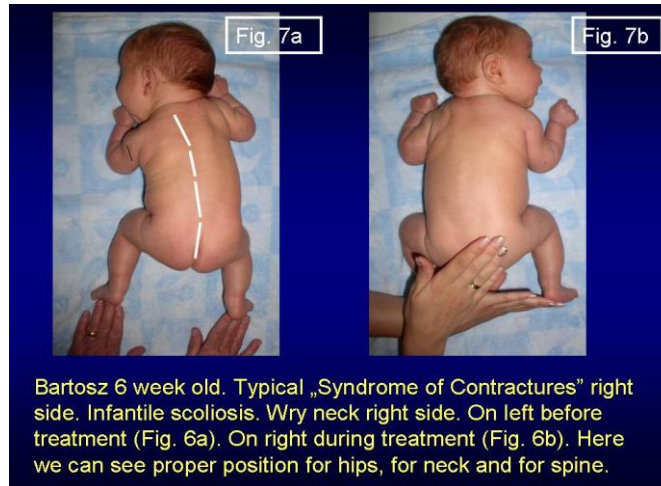 Fig. 7a
Fig. 7b
Bartosz 6 week old. Typical „Syndrome of Contractures” right
side. Infantile scoliosis. Wry neck right side. On left before
treatment (Fig. 6a). On right during treatment (Fig. 6b). Here
we can see proper position for hips, for neck and for spine.